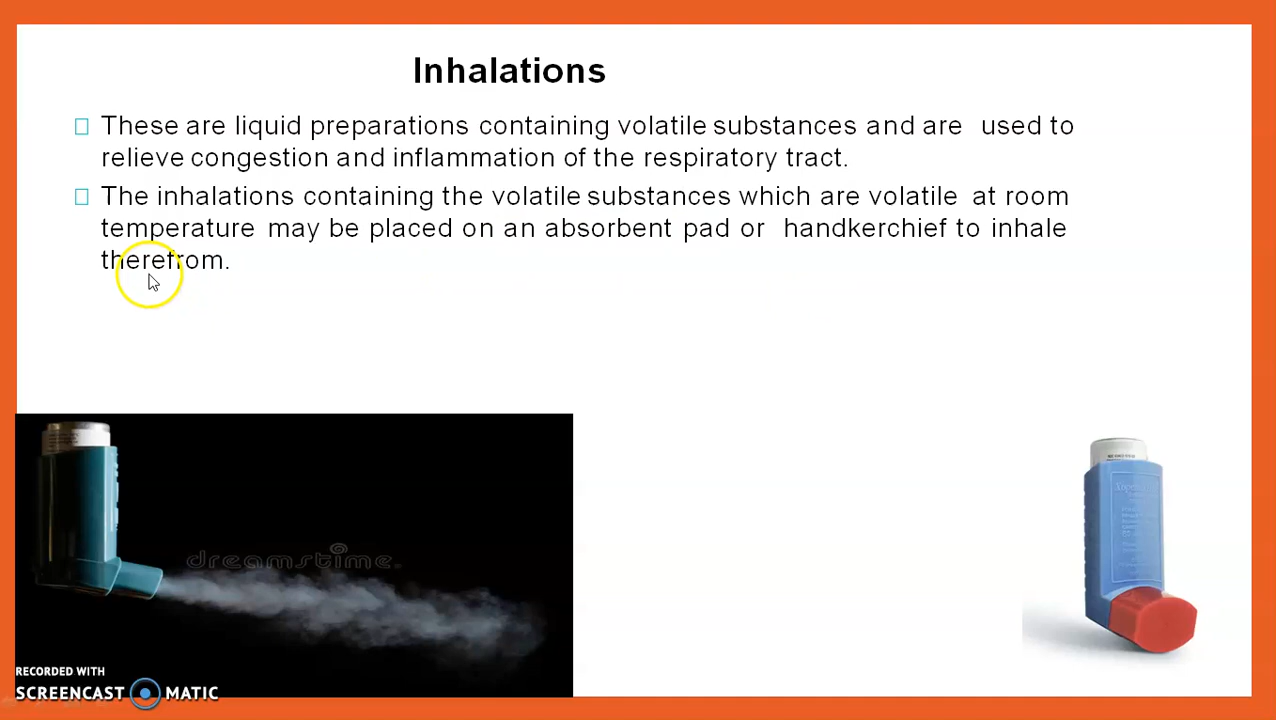 Inhalations
These are liquid preparations containing volatile substances and are used to
relieve congestion and inflammation of the respiratory tract.
The inhalations containing the volatile substances which are volatile at room
temperature may be placed on an absorbent pad or handkerchief to inhale
therefrom.
dreamstime.
RECORDED WITH
SCREENCAST MATIC